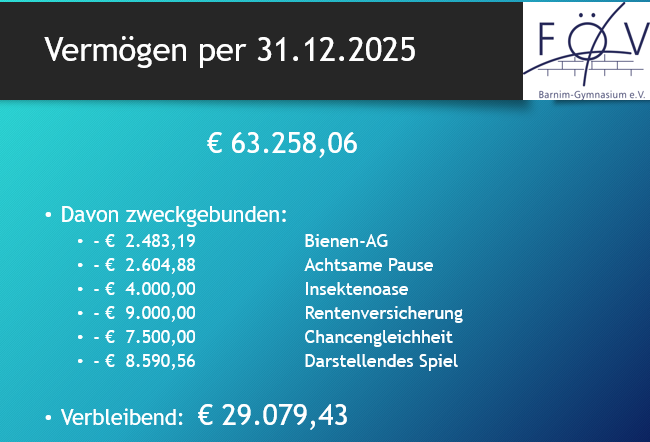 Vermögen per 31.12.2025
FÖV
Barnim-Gymnasium e.V.
€ 63.258,06
• Davon zweckgebunden:
• - € 2.483,19 Bienen-AG
• - € 2.604,88 Achtsame Pause
• - € 4.000,00 Insektenoase
• - € 9.000,00 Rentenversicherung
• - € 7.500,00 Chancengleichheit
• - € 8.590,56 Darstellendes Spiel
• Verbleibend: € 29.079,43